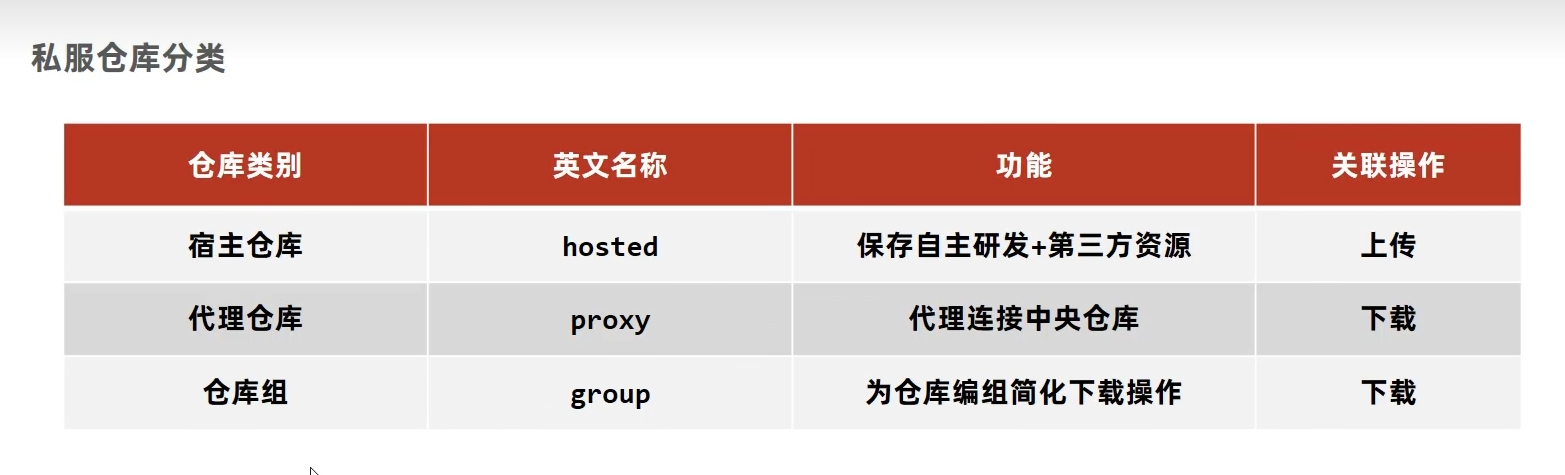 私服仓库分类
仓库类别 英文名称 功能 关联操作
宿主仓库 hosted 保存自主研发+第三方资源 上传
代理仓库 proxy 代理连接中央仓库 下载
仓库组 group 为仓库编组简化下载操作 下载